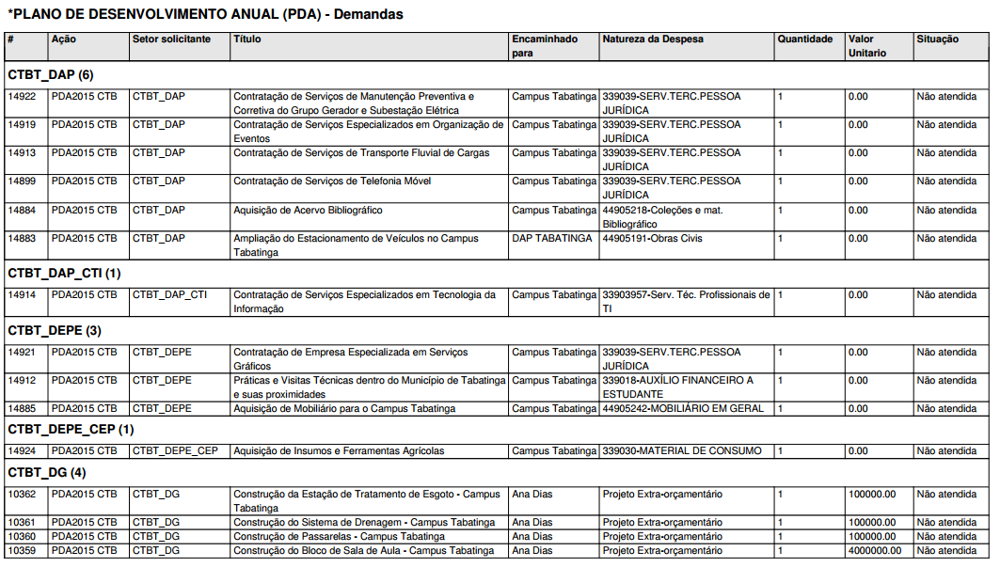 *PLANO DE DESENVOLVIMENTO ANUAL (PDA) - Demandas
# Ação Setor solicitante Título Encaminhado para Natureza da Despesa Quantidade Valor Unitario Situação
CTBT_DAP (6)
14922 PDA2015 CTB CTBT_DAP Contratação de Serviços de Manutenção Preventiva e Corretiva do Grupo Gerador e Subestação Elétrica Campus Tabatinga 339039-SERV.TERC.PESSOA JURÍDICA 1 0.00 Não atendida
14919 PDA2015 CTB CTBT_DAP Contratação de Serviços Especializados em Organização de Eventos Campus Tabatinga 339039-SERV.TERC.PESSOA JURÍDICA 1 0.00 Não atendida
14913 PDA2015 CTB CTBT_DAP Contratação de Serviços de Transporte Fluvial de Cargas Campus Tabatinga 339039-SERV.TERC.PESSOA JURÍDICA 1 0.00 Não atendida
14899 PDA2015 CTB CTBT_DAP Contratação de Serviços de Telefonia Móvel Campus Tabatinga 339039-SERV.TERC.PESSOA JURÍDICA 1 0.00 Não atendida
14884 PDA2015 CTB CTBT_DAP Aquisição de Acervo Bibliográfico Campus Tabatinga 44905218-Coleções e mat. Bibliográfico 1 0.00 Não atendida
14883 PDA2015 CTB CTBT_DAP Ampliação do Estacionamento de Veículos no Campus Tabatinga DAP TABATINGA 44905191-Obras Civis 1 0.00 Não atendida
CTBT_DAP_CTI (1)
14914 PDA2015 CTB CTBT_DAP_CTI Contratação de Serviços Especializados em Tecnologia da Informação Campus Tabatinga 33903957-Serv. Téc. Profissionais de TI 1 0.00 Não atendida
CTBT_DEPE (3)
14921 PDA2015 CTB CTBT_DEPE Contratação de Empresa Especializada em Serviços Gráficos Campus Tabatinga 339039-SERV.TERC.PESSOA JURÍDICA 1 0.00 Não atendida
14912 PDA2015 CTB CTBT_DEPE Práticas e Visitas Técnicas dentro do Município de Tabatinga e suas proximidades Campus Tabatinga 339018-AUXÍLIO FINANCEIRO A ESTUDANTE 1 0.00 Não atendida
14885 PDA2015 CTB CTBT_DEPE Aquisição de Mobiliário para o Campus Tabatinga Campus Tabatinga 44905242-MOBILIÁRIO EM GERAL 1 0.00 Não atendida
CTBT_DEPE_CEP (1)
14924 PDA2015 CTB CTBT_DEPE_CEP Aquisição de Insumos e Ferramentas Agrícolas Campus Tabatinga 339030-MATERIAL DE CONSUMO 1 0.00 Não atendida
CTBT_DG (4)
10362 PDA2015 CTB CTBT_DG Construção da Estação de Tratamento de Esgoto - Campus Tabatinga Ana Dias Projeto Extra-orçamentário 1 100000.00 Não atendida
10361 PDA2015 CTB CTBT_DG Construção do Sistema de Drenagem - Campus Tabatinga Ana Dias Projeto Extra-orçamentário 1 100000.00 Não atendida
10360 PDA2015 CTB CTBT_DG Construção de Passarelas - Campus Tabatinga Ana Dias Projeto Extra-orçamentário 1 100000.00 Não atendida
10359 PDA2015 CTB CTBT_DG Construção do Bloco de Sala de Aula - Campus Tabatinga Ana Dias Projeto Extra-orçamentário 1 4000000.00 Não atendida